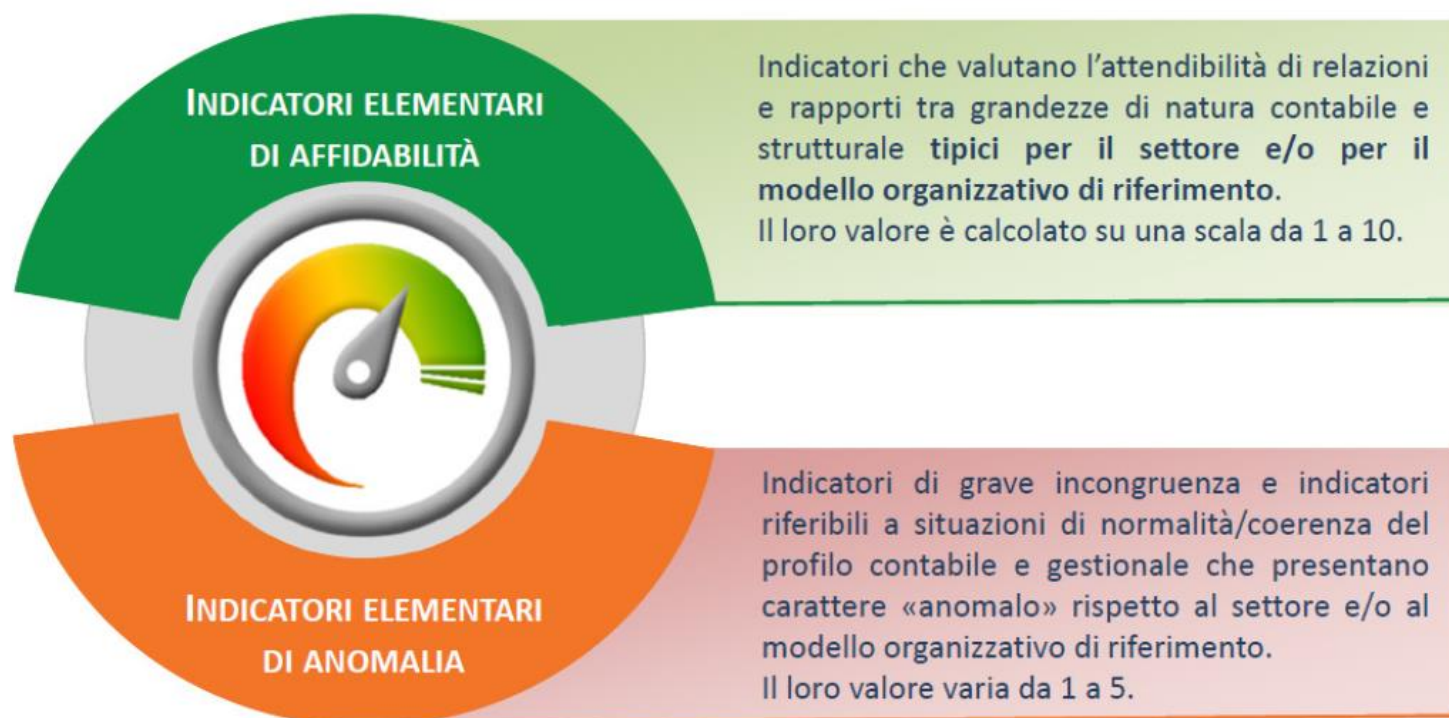 INDICATORI ELEMENTARI
DI AFFIDABILITÀ
Indicatori che valutano l'attendibilità di relazioni
e rapporti tra grandezze di natura contabile e
strutturale tipici per il settore e/o per il
modello organizzativo di riferimento.
Il loro valore è calcolato su una scala da 1 a 10.
INDICATORI ELEMENTARI
DI ANOMALIA
Indicatori di grave incongruenza e indicatori
riferibili a situazioni di normalità/coerenza del
profilo contabile e gestionale che presentano
carattere «anomalo» rispetto al settore e/o al
modello organizzativo di riferimento.
Il loro valore varia da 1 a 5.